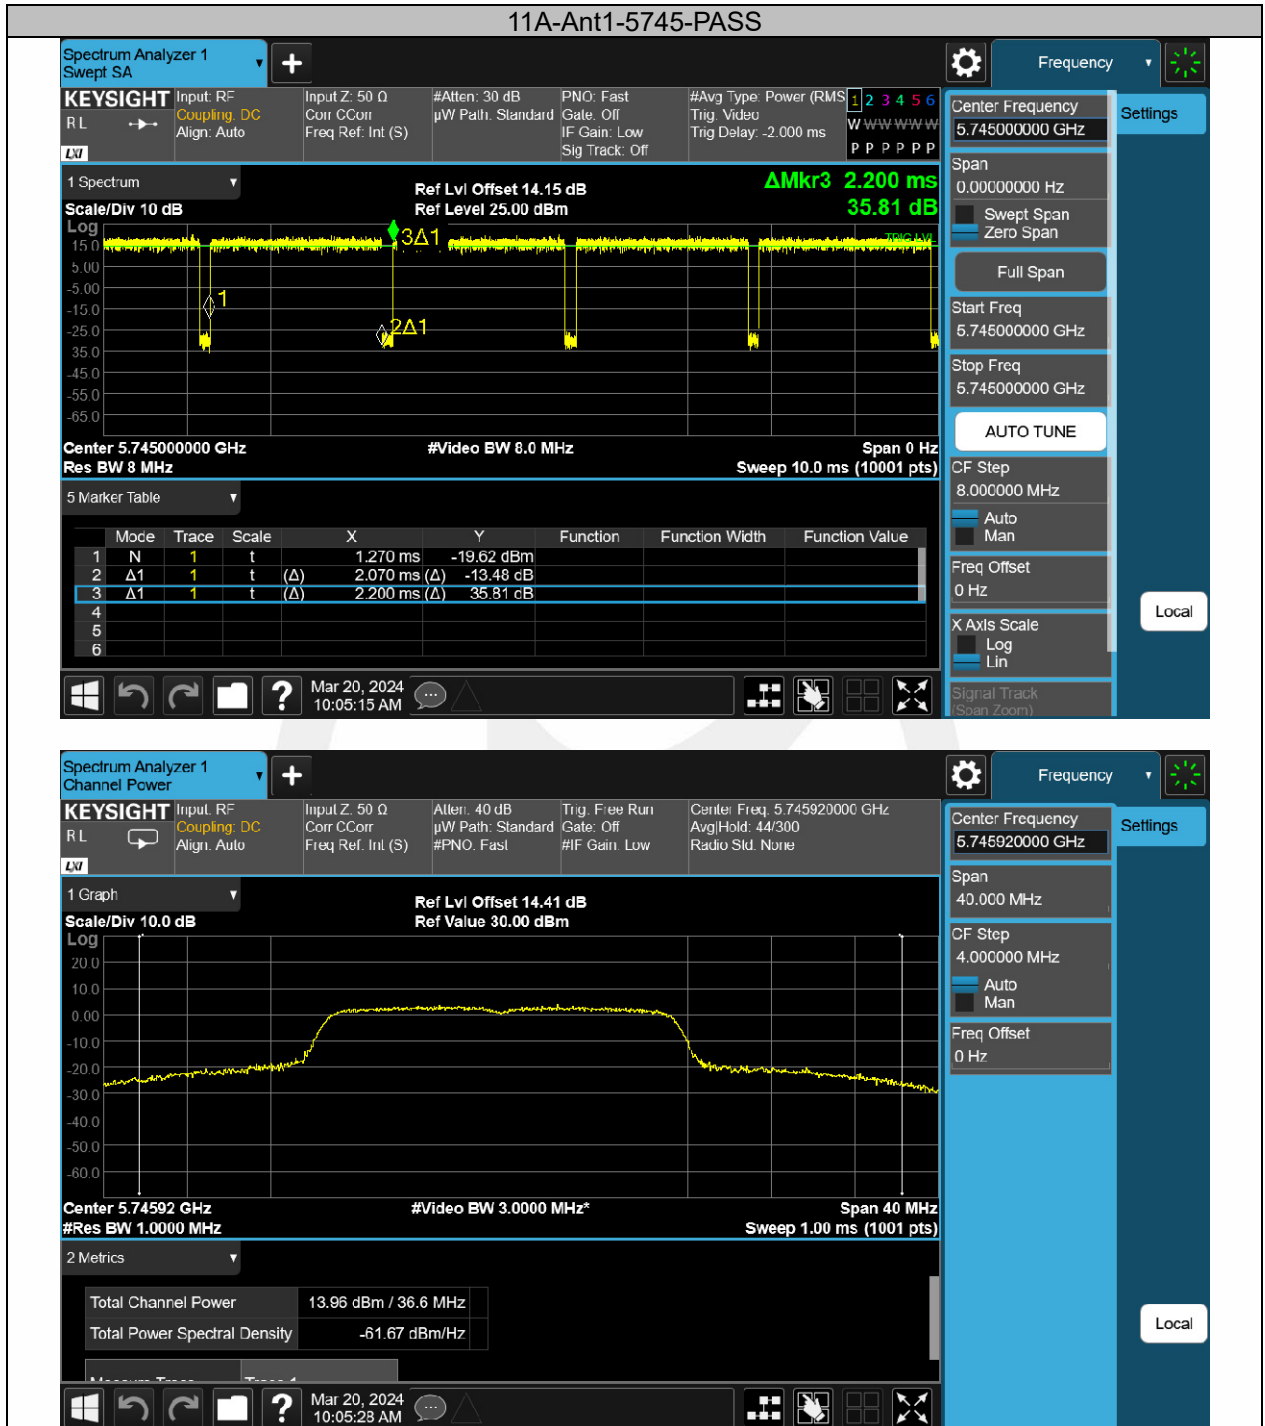 11A-Ant1-5745-PASS
Spectrum Analyzer 1
Swept SA
Frequency
KEYSIGHT
RL
LXI
Input: RF
Coupling: DC
Align: Auto
Input Z: 50 Ω
Corr CCorr
Freq Ref: Int (S)
#Atten: 30 dB
µW Path: Standard
PNO: Fast
Gate: Off
IF Gain: Low
Sig Track: Off
#Avg Type: Power (RMS
Trig: Video
Trig Delay: -2.000 ms
1 2 3 4 5 6
W W W W W W
P P P P P P
Center Frequency
5.745000000 GHz
Settings
Span
0.00000000 Hz
Swept Span
Zero Span
Full Span
Start Freq
5.745000000 GHz
Stop Freq
5.745000000 GHz
AUTO TUNE
CF Step
8.000000 MHz
Auto
Man
Freq Offset
0 Hz
X Axis Scale
Log
Lin
Signal Track
(Span Zoom)
Local
1 Spectrum
Scale/Div 10 dB
Ref Lvl Offset 14.15 dB
Ref Level 25.00 dBm
ΔMkr3 2.200 ms
35.81 dB
Log
15.0
5.00
-5.00
-15.0
-25.0
-35.0
-45.0
-55.0
-65.0
3Δ1
TRIG LVL
1
2Δ1
Center 5.745000000 GHz
Res BW 8 MHz
#Video BW 8.0 MHz
Span 0 Hz
Sweep 10.0 ms (10001 pts)
5 Marker Table
Mode Trace Scale X Y Function Function Width Function Value
1 N 1 t 1.270 ms -19.62 dBm
2 Δ1 1 t (Δ) 2.070 ms (Δ) -13.48 dB
3 Δ1 1 t (Δ) 2.200 ms (Δ) 35.81 dB
4
5
6
?
Mar 20, 2024
10:05:15 AM
Spectrum Analyzer 1
Channel Power
Frequency
KEYSIGHT
RL
LXI
Input: RF
Coupling: DC
Align: Auto
Input Z: 50 Ω
Corr CCorr
Freq Ref: Int (S)
Atten: 40 dB
µW Path: Standard
#PNO: Fast
Trig: Free Run
Gate: Off
#IF Gain: Low
Center Freq: 5.745920000 GHz
Avg|Hold: 44/300
Radio Std: None
Center Frequency
5.745920000 GHz
Settings
Span
40.000 MHz
CF Step
4.000000 MHz
Auto
Man
Freq Offset
0 Hz
Local
1 Graph
Scale/Div 10.0 dB
Ref Lvl Offset 14.41 dB
Ref Value 30.00 dBm
Log
20.0
10.0
0.00
-10.0
-20.0
-30.0
-40.0
-50.0
-60.0
Center 5.74592 GHz
#Res BW 1.0000 MHz
#Video BW 3.0000 MHz*
Span 40 MHz
Sweep 1.00 ms (1001 pts)
2 Metrics
Total Channel Power 13.96 dBm / 36.6 MHz
Total Power Spectral Density -61.67 dBm/Hz
?
Mar 20, 2024
10:05:28 AM